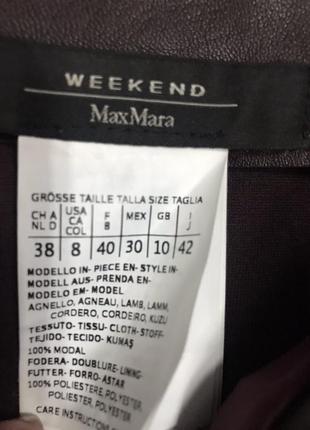 WEEKEND
MaxMara
GRÖSSE TAILLE TALLA SIZE TAGLIA
CH A NL D USA CA COL F B MEX GB I J
38 8 40 30 10 42
MODELLO IN- PIECE EN- STYLE IN-
MODELL AUS- PRENDA EN-
MODELO EM- MODEL
AGNELLO, AGNEAU, LAMB, LAMM,
CORDERO, CORDEIRO, KUZU
TESSUTO- TISSU- CLOTH- STOFF-
TEJIDO- TECIDO- KUMAŞ
100% MODAL
FODERA- DOUBLURE- LINING-
FUTTER- FORRO- ASTAR
100% POLIESTERE, POLYESTER,
POLIESTER, POLYESTER
CARE INSTRUCTIONS